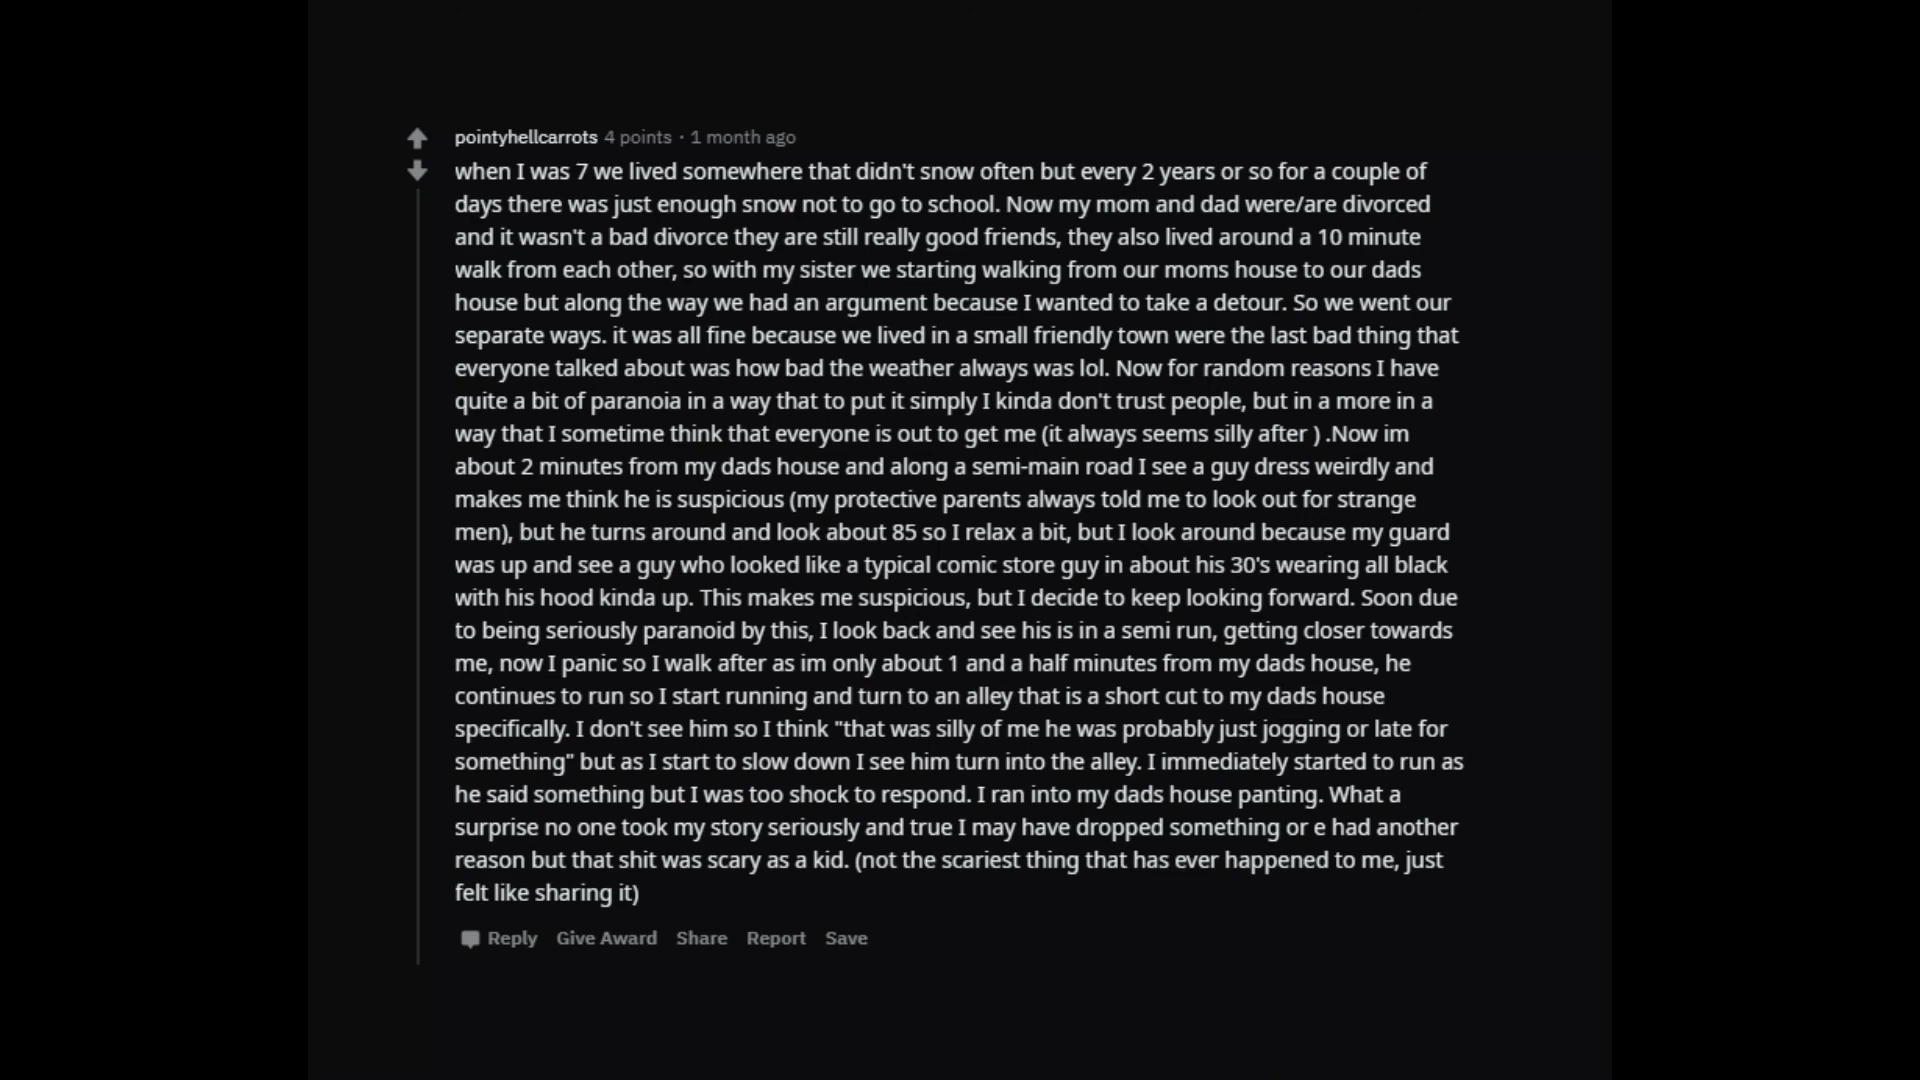 pointyhellcarrots 4 points · 1 month ago
when I was 7 we lived somewhere that didn't snow often but every 2 years or so for a couple of
days there was just enough snow not to go to school. Now my mom and dad were/are divorced
and it wasn't a bad divorce they are still really good friends, they also lived around a 10 minute
walk from each other, so with my sister we starting walking from our moms house to our dads
house but along the way we had an argument because I wanted to take a detour. So we went our
separate ways. it was all fine because we lived in a small friendly town were the last bad thing that
everyone talked about was how bad the weather always was lol. Now for random reasons I have
quite a bit of paranoia in a way that to put it simply I kinda don't trust people, but in a more in a
way that I sometime think that everyone is out to get me (it always seems silly after ) .Now im
about 2 minutes from my dads house and along a semi-main road I see a guy dress weirdly and
makes me think he is suspicious (my protective parents always told me to look out for strange
men), but he turns around and look about 85 so I relax a bit, but I look around because my guard
was up and see a guy who looked like a typical comic store guy in about his 30's wearing all black
with his hood kinda up. This makes me suspicious, but I decide to keep looking forward. Soon due
to being seriously paranoid by this, I look back and see his is in a semi run, getting closer towards
me, now I panic so I walk after as im only about 1 and a half minutes from my dads house, he
continues to run so I start running and turn to an alley that is a short cut to my dads house
specifically. I don't see him so I think "that was silly of me he was probably just jogging or late for
something" but as I start to slow down I see him turn into the alley. I immediately started to run as
he said something but I was too shock to respond. I ran into my dads house panting. What a
surprise no one took my story seriously and true I may have dropped something or e had another
reason but that shit was scary as a kid. (not the scariest thing that has ever happened to me, just
felt like sharing it)
Reply Give Award Share Report Save